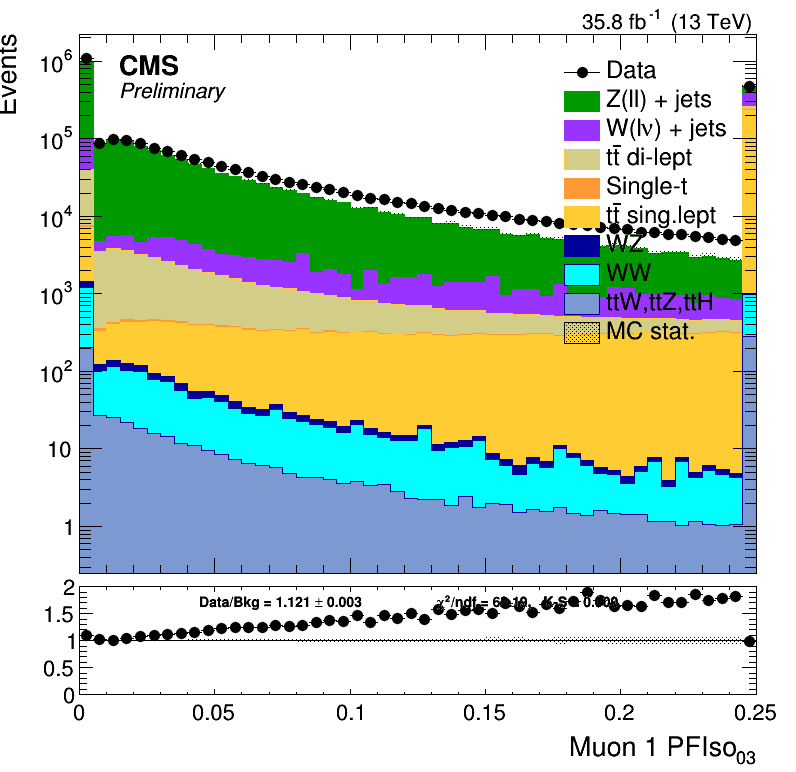 35.8 fb⁻¹ (13 TeV)
Events
CMS
Preliminary
Data
Z(ll) + jets
W(lν) + jets
tt̄ di-lept
Single-t
tt̄ sing.lept
WZ
WW
ttW,ttZ,ttH
MC stat.
10⁶
10⁵
10⁴
10³
10²
10
1
Data/Bkg = 1.121 ± 0.003
χ²/ndf =
K-S
2
1.5
1
0.5
0
0 0.05 0.1 0.15 0.2 0.25
Muon 1 PFIso₀₃